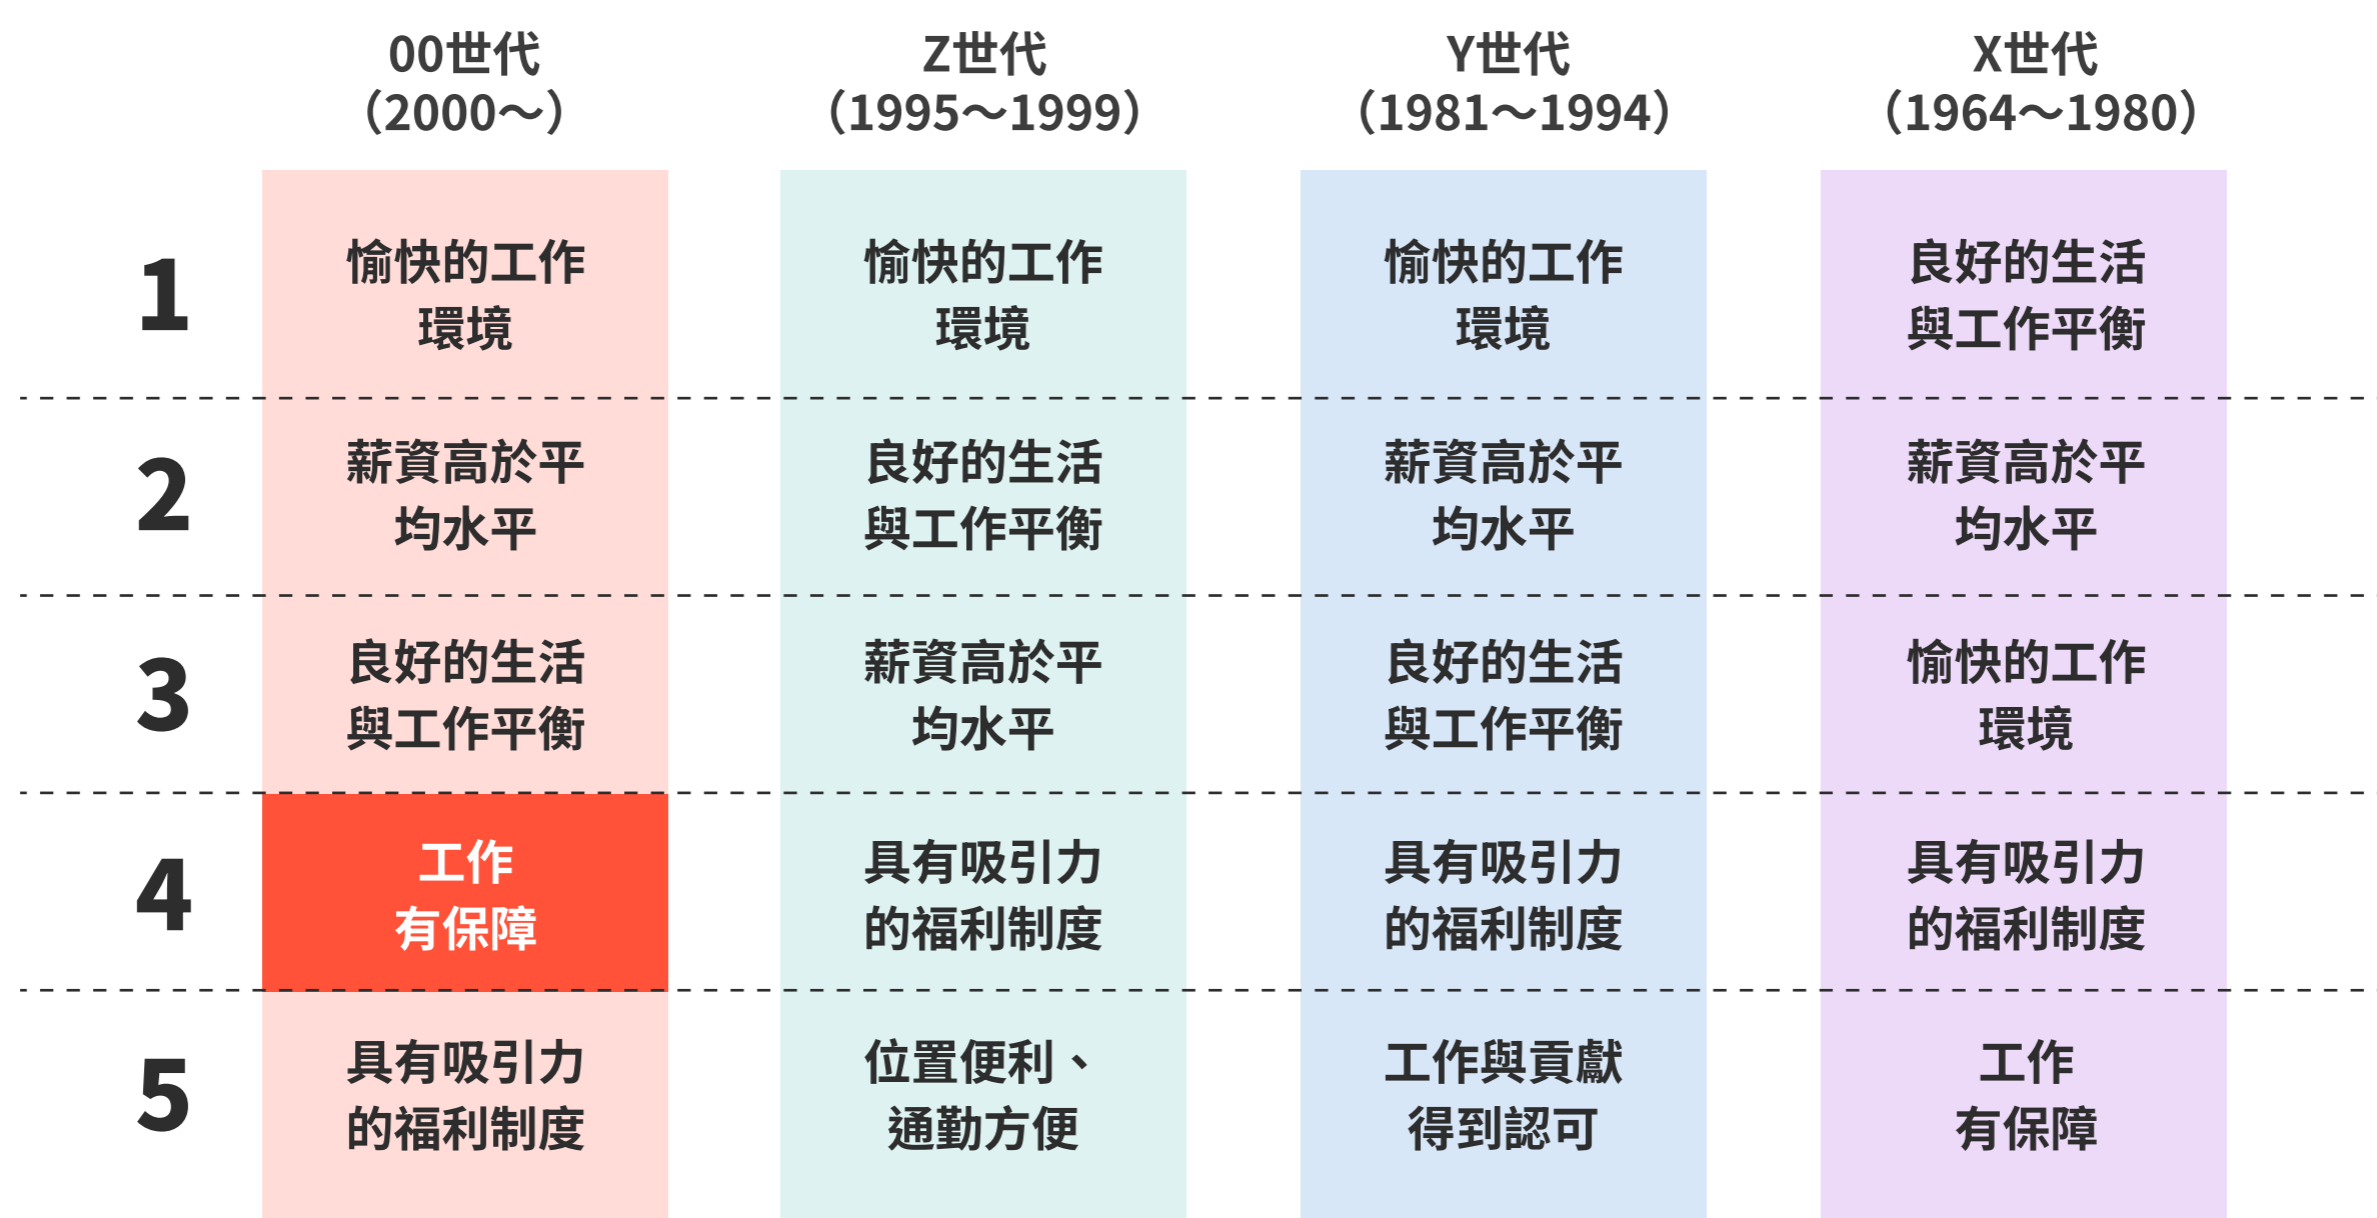 00世代
（2000～）
Z世代
（1995～1999）
Y世代
（1981～1994）
X世代
（1964～1980）
1
愉快的工作
環境
愉快的工作
環境
愉快的工作
環境
良好的生活
與工作平衡
2
薪資高於平
均水平
良好的生活
與工作平衡
薪資高於平
均水平
薪資高於平
均水平
3
良好的生活
與工作平衡
薪資高於平
均水平
良好的生活
與工作平衡
愉快的工作
環境
4
工作
有保障
具有吸引力
的福利制度
具有吸引力
的福利制度
具有吸引力
的福利制度
5
具有吸引力
的福利制度
位置便利、
通勤方便
工作與貢獻
得到認可
工作
有保障